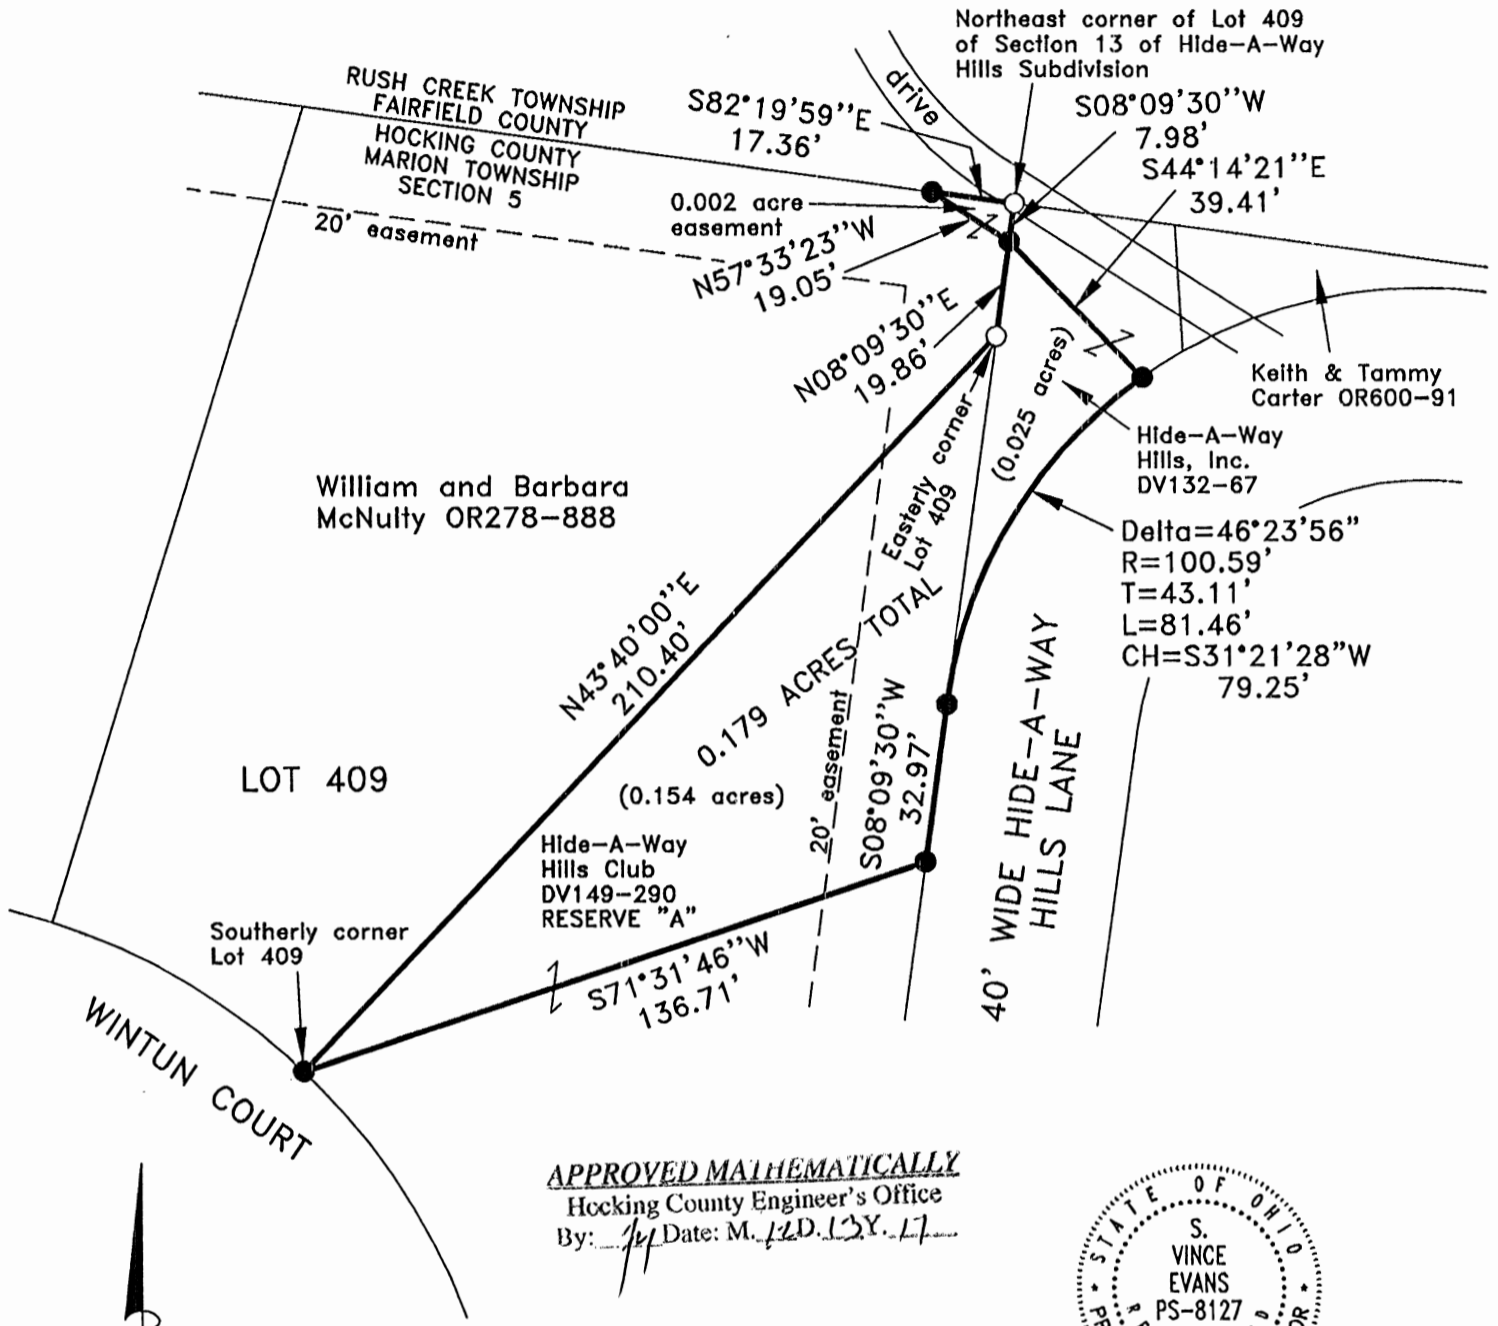 Northeast corner of Lot 409
of Section 13 of Hide-A-Way
Hills Subdivision
drive
RUSH CREEK TOWNSHIP
FAIRFIELD COUNTY
HOCKING COUNTY
MARION TOWNSHIP
SECTION 5
S82°19'59''E
17.36'
S08°09'30''W
7.98'
S44°14'21''E
39.41'
0.002 acre
easement
20' easement
N57°33'23''W
19.05'
N08°09'30''E
19.86'
Keith & Tammy
Carter OR600-91
(0.025 acres)
Hide-A-Way
Hills, Inc.
DV132-67
Easterly corner
Lot 409
William and Barbara
McNulty OR278-888
Delta=46°23'56"
R=100.59'
T=43.11'
L=81.46'
CH=S31°21'28"W
79.25'
N43°40'00''E
210.40'
0.179 ACRES TOTAL
(0.154 acres)
20' easement
S08°09'30''W
32.97'
40' WIDE HIDE-A-WAY
HILLS LANE
LOT 409
Hide-A-Way
Hills Club
DV149-290
RESERVE "A"
Southerly corner
Lot 409
S71°31'46''W
136.71'
WINTUN COURT
APPROVED MATHEMATICALLY
Hocking County Engineer's Office
By: Date: M. 12 D. 13 Y. 17
STATE OF OHIO
S.
VINCE
EVANS
PS-8127